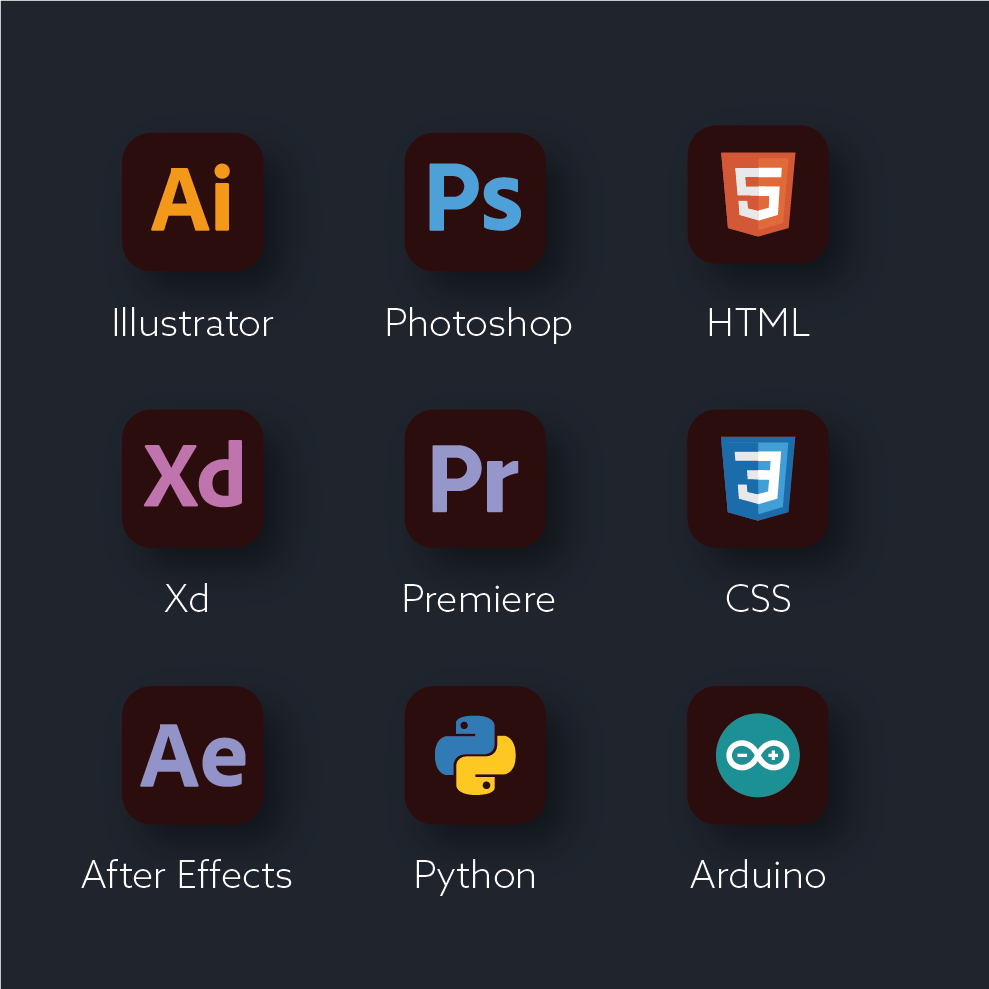 Ai
Ps
5
Illustrator
Photoshop
HTML
Xd
Pr
3
Xd
Premiere
CSS
Ae
After Effects
Python
Arduino